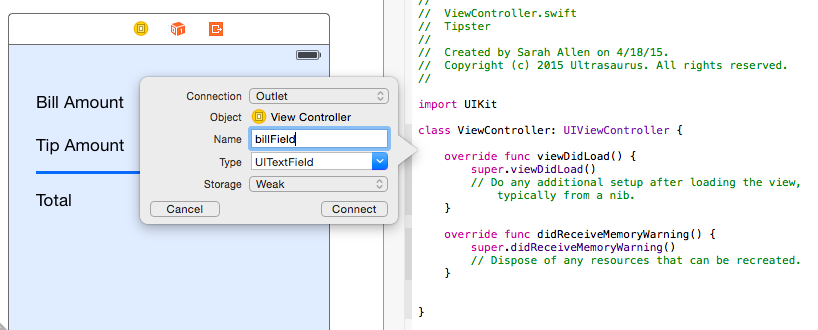 Bill Amount
Tip Amount
Total
Connection Outlet
Object View Controller
Name billField
Type UITextField
Storage Weak
Cancel Connect
//
// ViewController.swift
// Tipster
//
// Created by Sarah Allen on 4/18/15.
// Copyright (c) 2015 Ultrasaurus. All rights reserved.
//
import UIKit
class ViewController: UIViewController {
override func viewDidLoad() {
super.viewDidLoad()
// Do any additional setup after loading the view,
typically from a nib.
}
override func didReceiveMemoryWarning() {
super.didReceiveMemoryWarning()
// Dispose of any resources that can be recreated.
}
}